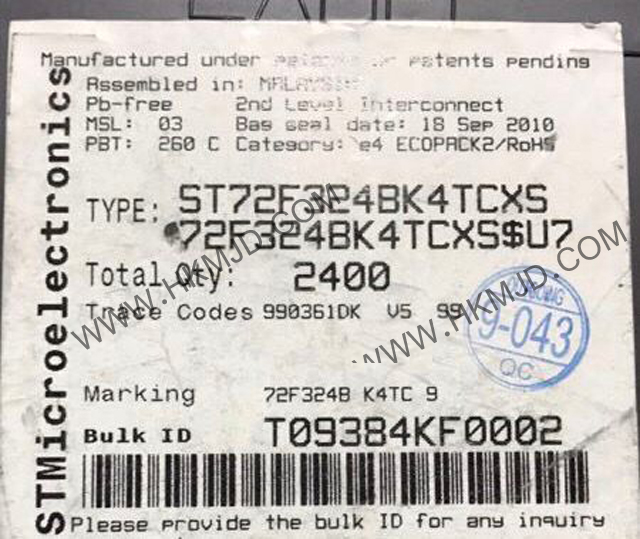 Manufactured under patents pending
Assembled in: MALAYSIA
Pb-free 2nd Level Interconnect
MSL: 03 Bag seal date: 18 Sep 2010
PBT: 260 C Category: e4 ECOPACK2/RoHS
TYPE: ST72F324BK4TCXS
72F324BK4TCXS$U7
Total Qty: 2400
Trace Codes 990361DK V5 99
Marking 72F324B K4TC 9
Bulk ID T09384KF0002
Please provide the bulk ID for any inquiry
STMicroelectronics
9-043
QC
WWW.HKMJD.COM
WWW.HKMJD.COM